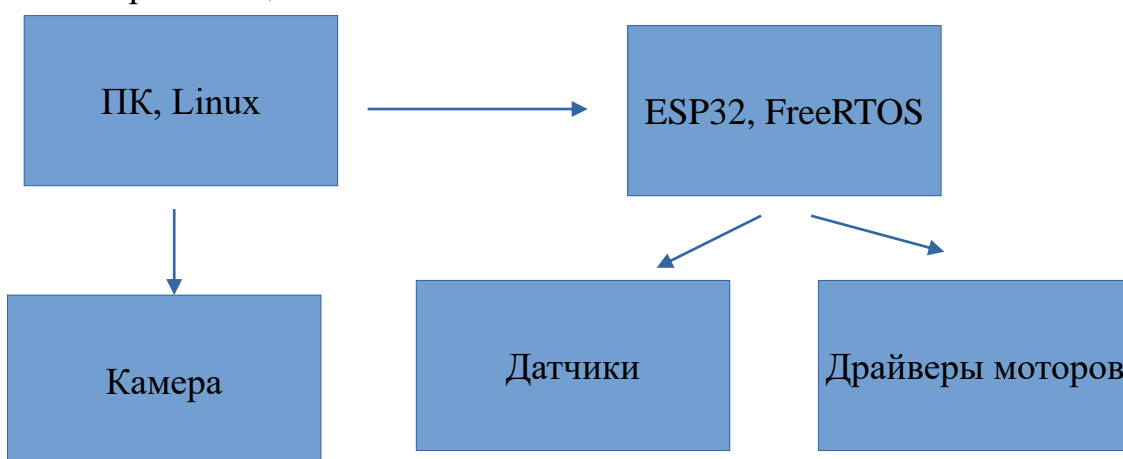 ПК, Linux
ESP32, FreeRTOS
Камера
Датчики
Драйверы моторов